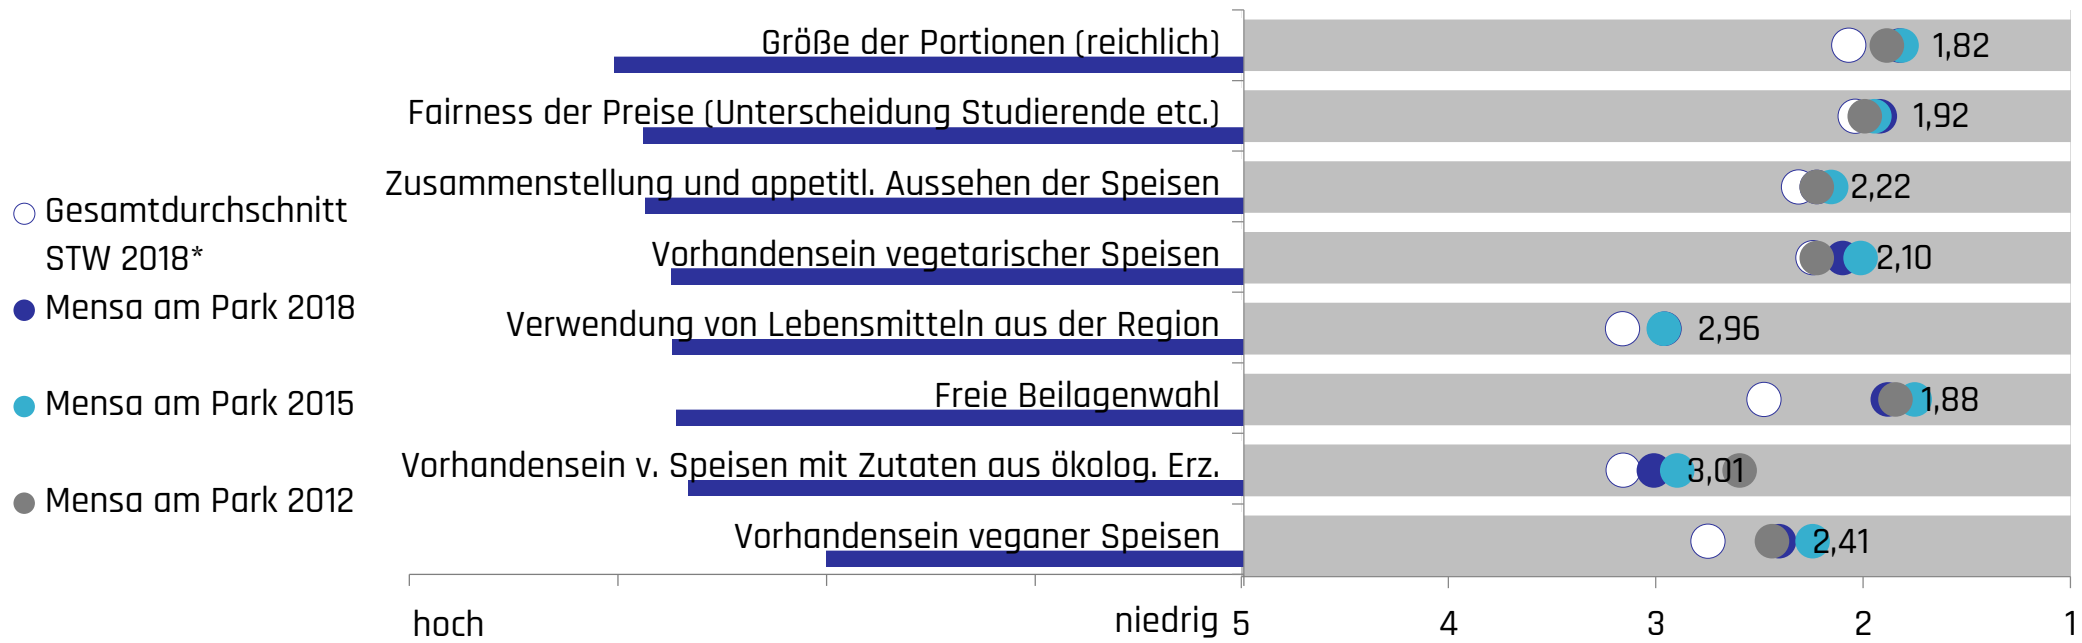 Gesamtdurchschnitt
STW 2018*
Mensa am Park 2018
Mensa am Park 2015
Mensa am Park 2012
Größe der Portionen (reichlich) 1,82
Fairness der Preise (Unterscheidung Studierende etc.) 1,92
Zusammenstellung und appetitl. Aussehen der Speisen 2,22
Vorhandensein vegetarischer Speisen 2,10
Verwendung von Lebensmitteln aus der Region 2,96
Freie Beilagenwahl 1,88
Vorhandensein v. Speisen mit Zutaten aus ökolog. Erz. 3,01
Vorhandensein veganer Speisen 2,41
hoch niedrig 5 4 3 2 1